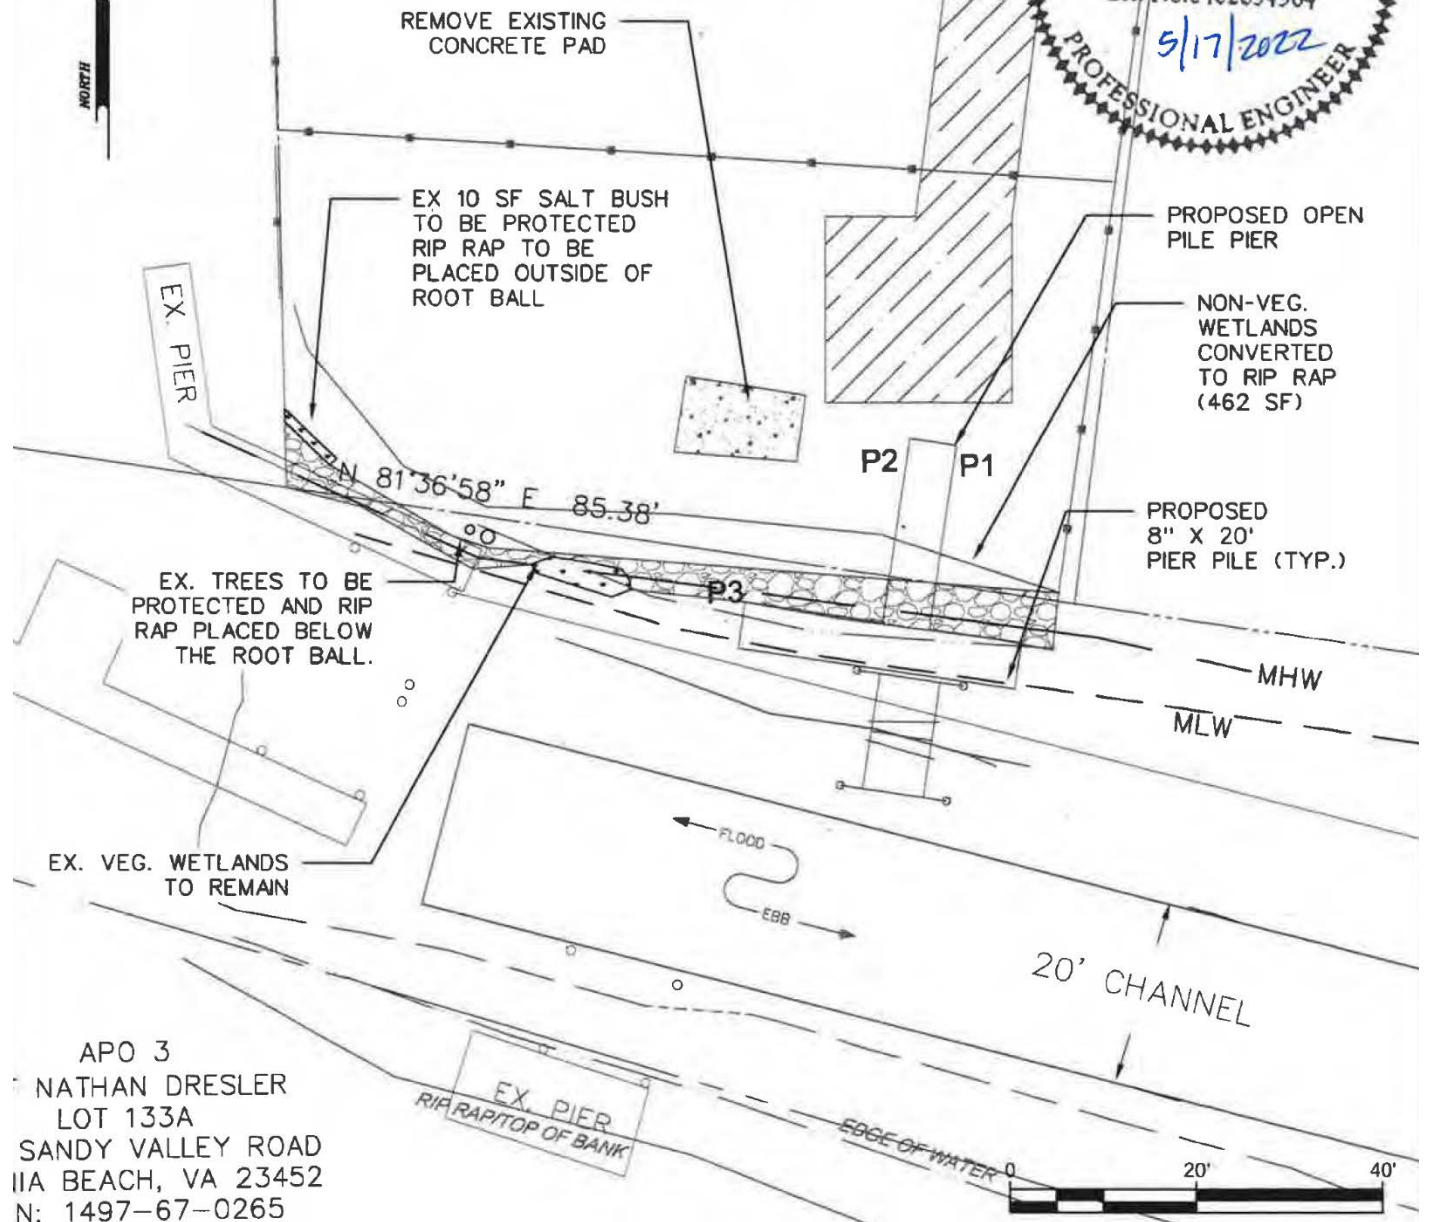 REMOVE EXISTING
CONCRETE PAD
5/17/2022
PROFESSIONAL ENGINEER
NORTH
EX 10 SF SALT BUSH
TO BE PROTECTED
RIP RAP TO BE
PLACED OUTSIDE OF
ROOT BALL
PROPOSED OPEN
PILE PIER
EX. PIER
NON-VEG.
WETLANDS
CONVERTED
TO RIP RAP
(462 SF)
P2
P1
N 81°36'58" E 85.38'
PROPOSED
8" X 20'
PIER PILE (TYP.)
EX. TREES TO BE
PROTECTED AND RIP
RAP PLACED BELOW
THE ROOT BALL.
P3
MHW
MLW
FLOOD
EBB
EX. VEG. WETLANDS
TO REMAIN
20' CHANNEL
APO 3
NATHAN DRESLER
LOT 133A
SANDY VALLEY ROAD
IIA BEACH, VA 23452
N: 1497-67-0265
EX. PIER
RIP RAP/TOP OF BANK
EDGE OF WATER
0 20' 40'